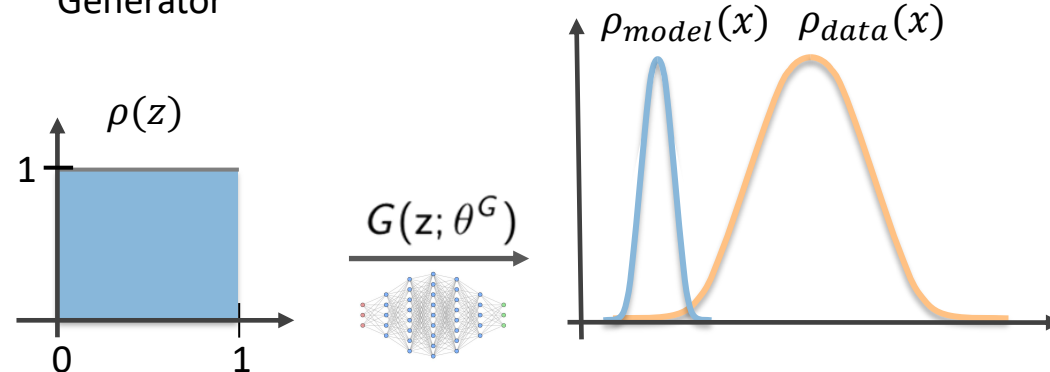 Generator
ρ_model(x) ρ_data(x)
ρ(z)
1
G(z; θ^G)
0 1